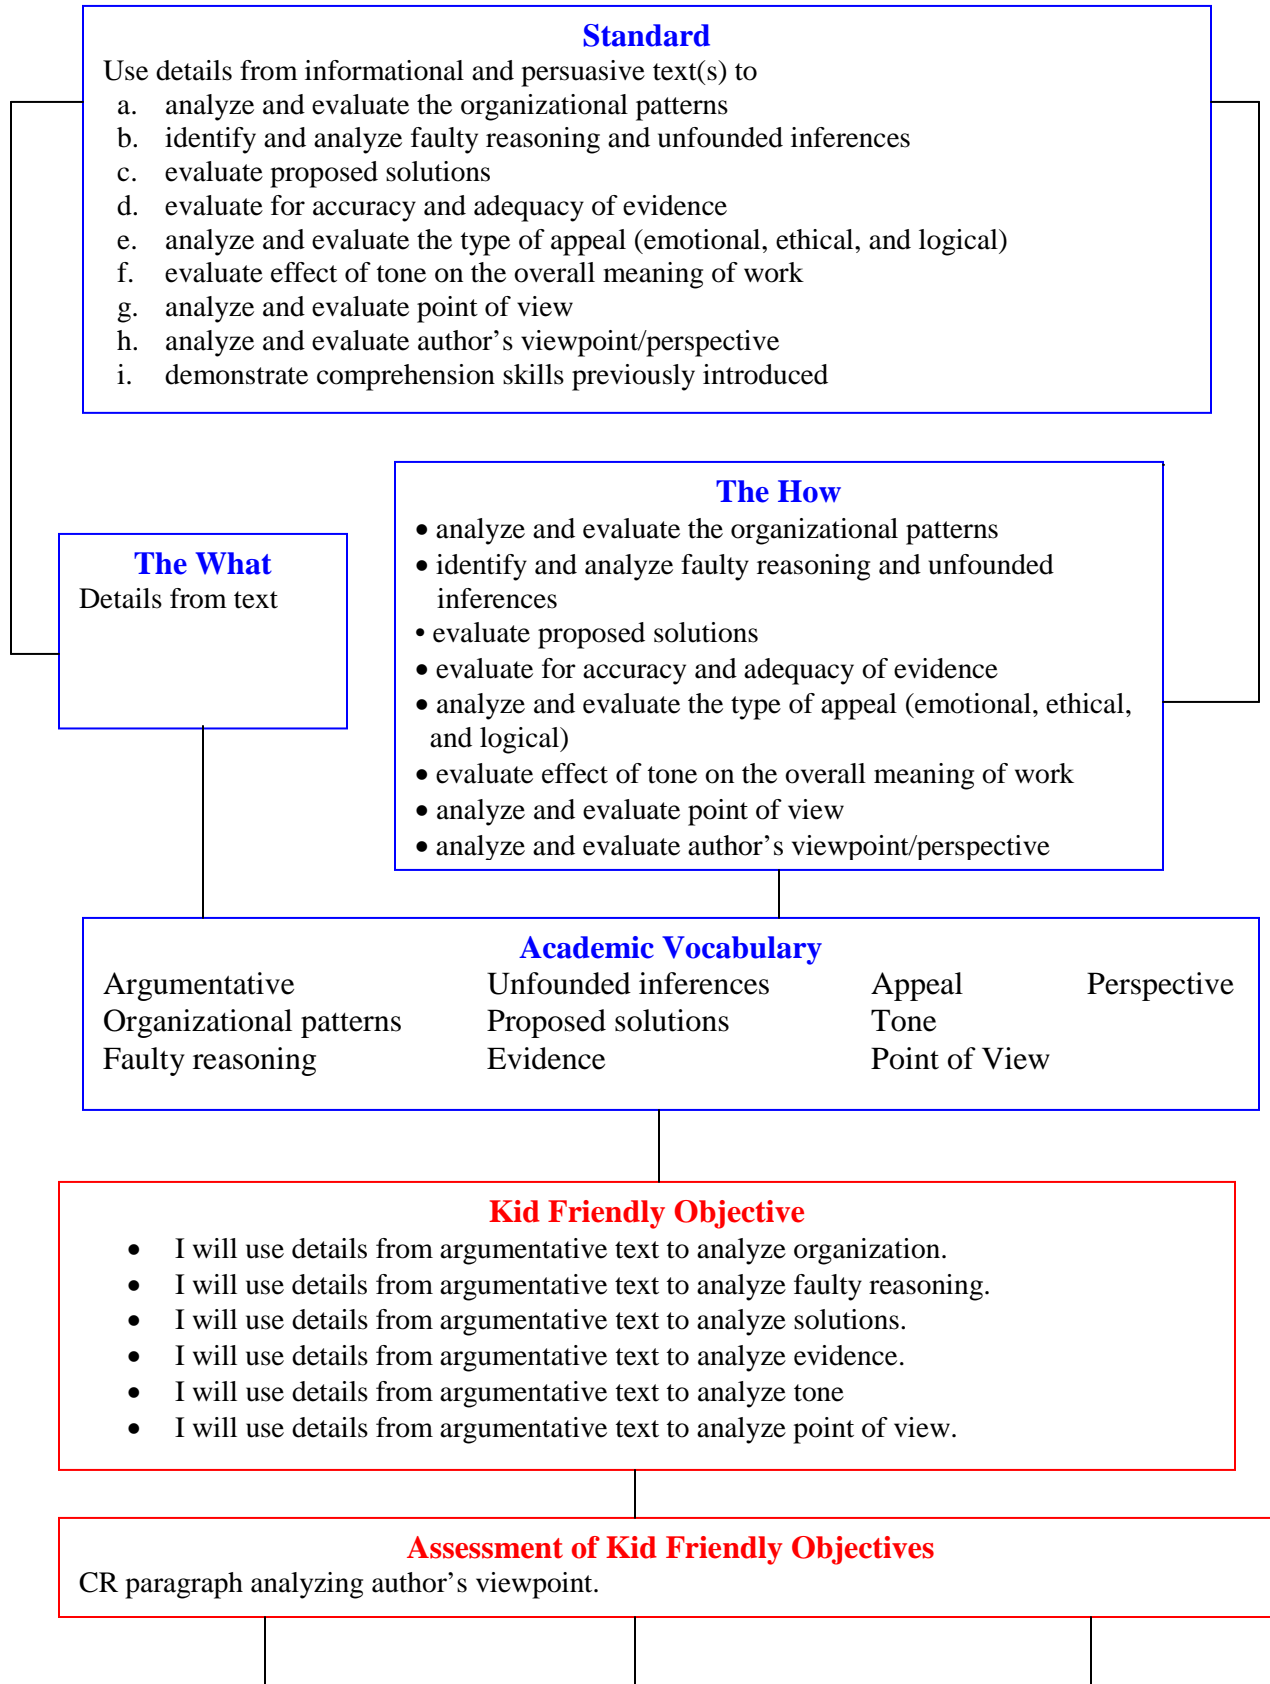 Standard
Use details from informational and persuasive text(s) to
a. analyze and evaluate the organizational patterns
b. identify and analyze faulty reasoning and unfounded inferences
c. evaluate proposed solutions
d. evaluate for accuracy and adequacy of evidence
e. analyze and evaluate the type of appeal (emotional, ethical, and logical)
f. evaluate effect of tone on the overall meaning of work
g. analyze and evaluate point of view
h. analyze and evaluate author’s viewpoint/perspective
i. demonstrate comprehension skills previously introduced
The What
Details from text
The How
• analyze and evaluate the organizational patterns
• identify and analyze faulty reasoning and unfounded
inferences
• evaluate proposed solutions
• evaluate for accuracy and adequacy of evidence
• analyze and evaluate the type of appeal (emotional, ethical,
and logical)
• evaluate effect of tone on the overall meaning of work
• analyze and evaluate point of view
• analyze and evaluate author’s viewpoint/perspective
Academic Vocabulary
Argumentative Unfounded inferences Appeal Perspective
Organizational patterns Proposed solutions Tone
Faulty reasoning Evidence Point of View
Kid Friendly Objective
• I will use details from argumentative text to analyze organization.
• I will use details from argumentative text to analyze faulty reasoning.
• I will use details from argumentative text to analyze solutions.
• I will use details from argumentative text to analyze evidence.
• I will use details from argumentative text to analyze tone
• I will use details from argumentative text to analyze point of view.
Assessment of Kid Friendly Objectives
CR paragraph analyzing author’s viewpoint.